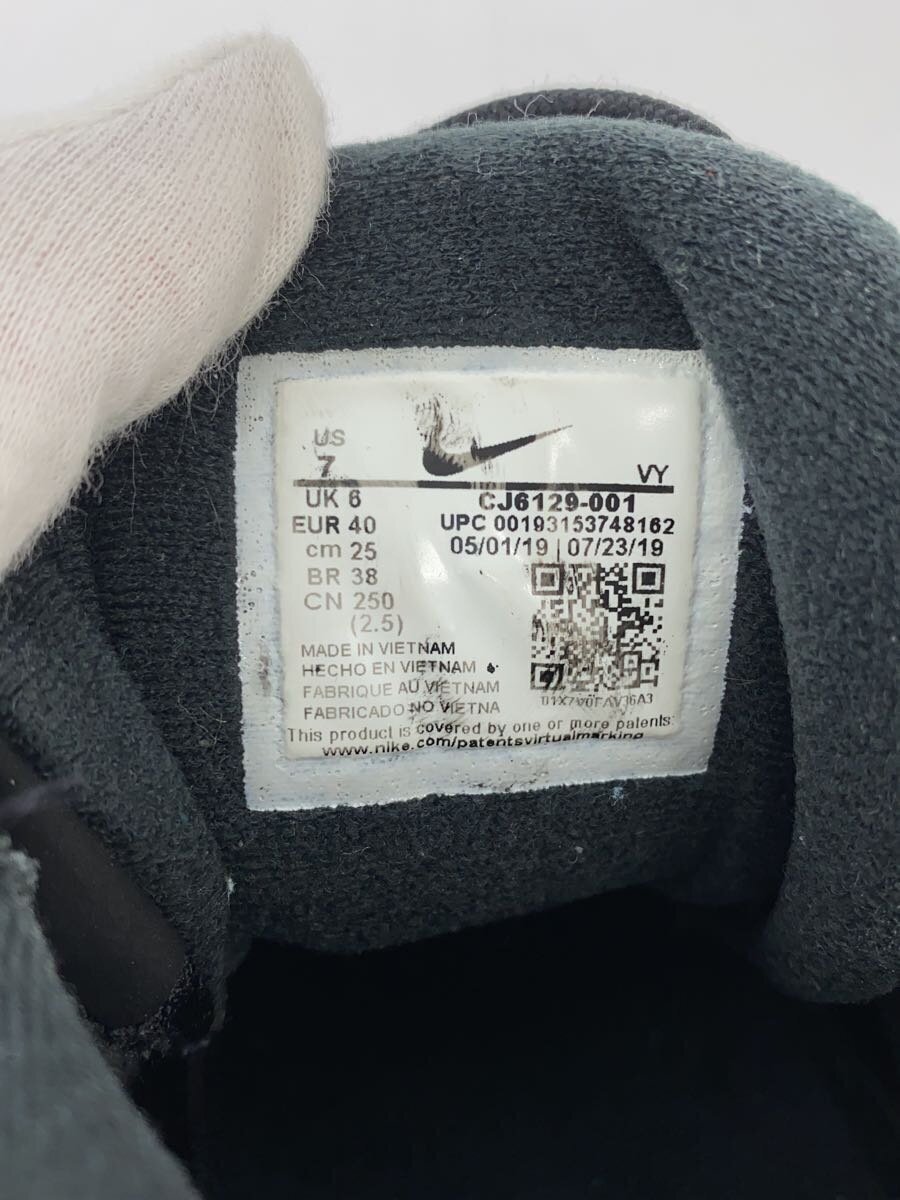 US
7
VY
UK 6
CJ6129-001
EUR 40
UPC 00193153748162
cm 25
05/01/19 | 07/23/19
BR 38
CN 250
(2.5)
MADE IN VIETNAM
HECHO EN VIETNAM
FABRIQUE AU VIETNAM
FABRICADO NO VIETNA
This product is covered by one or more patents:
www.nike.com/patentsvirtualmarking